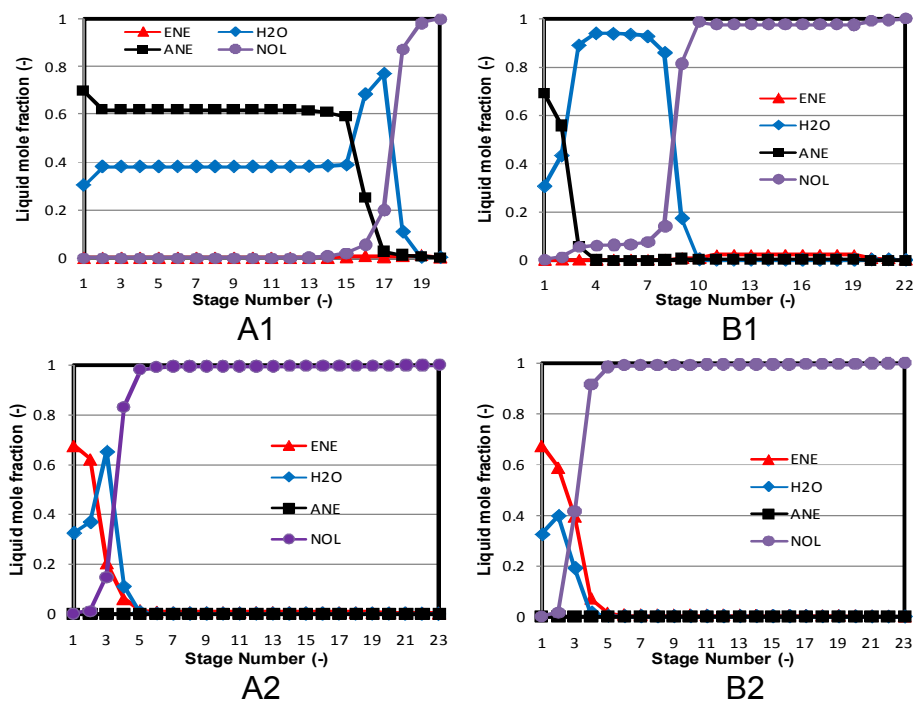 ENE H2O
ANE NOL
Liquid mole fraction (-)
1
0.8
0.6
0.4
0.2
0
1 3 5 7 9 11 13 15 17 19
Stage Number (-)
A1
ENE
H2O
ANE
NOL
Liquid mole fraction (-)
1
0.8
0.6
0.4
0.2
0
1 4 7 10 13 16 19 22
Stage Number (-)
B1
ENE
H2O
ANE
NOL
Liquid mole fraction (-)
1
0.8
0.6
0.4
0.2
0
1 3 5 7 9 11 13 15 17 19 21 23
Stage Number (-)
A2
ENE
H2O
ANE
NOL
Liquid mole fraction (-)
1
0.8
0.6
0.4
0.2
0
1 3 5 7 9 11 13 15 17 19 21 23
Stage Number (-)
B2